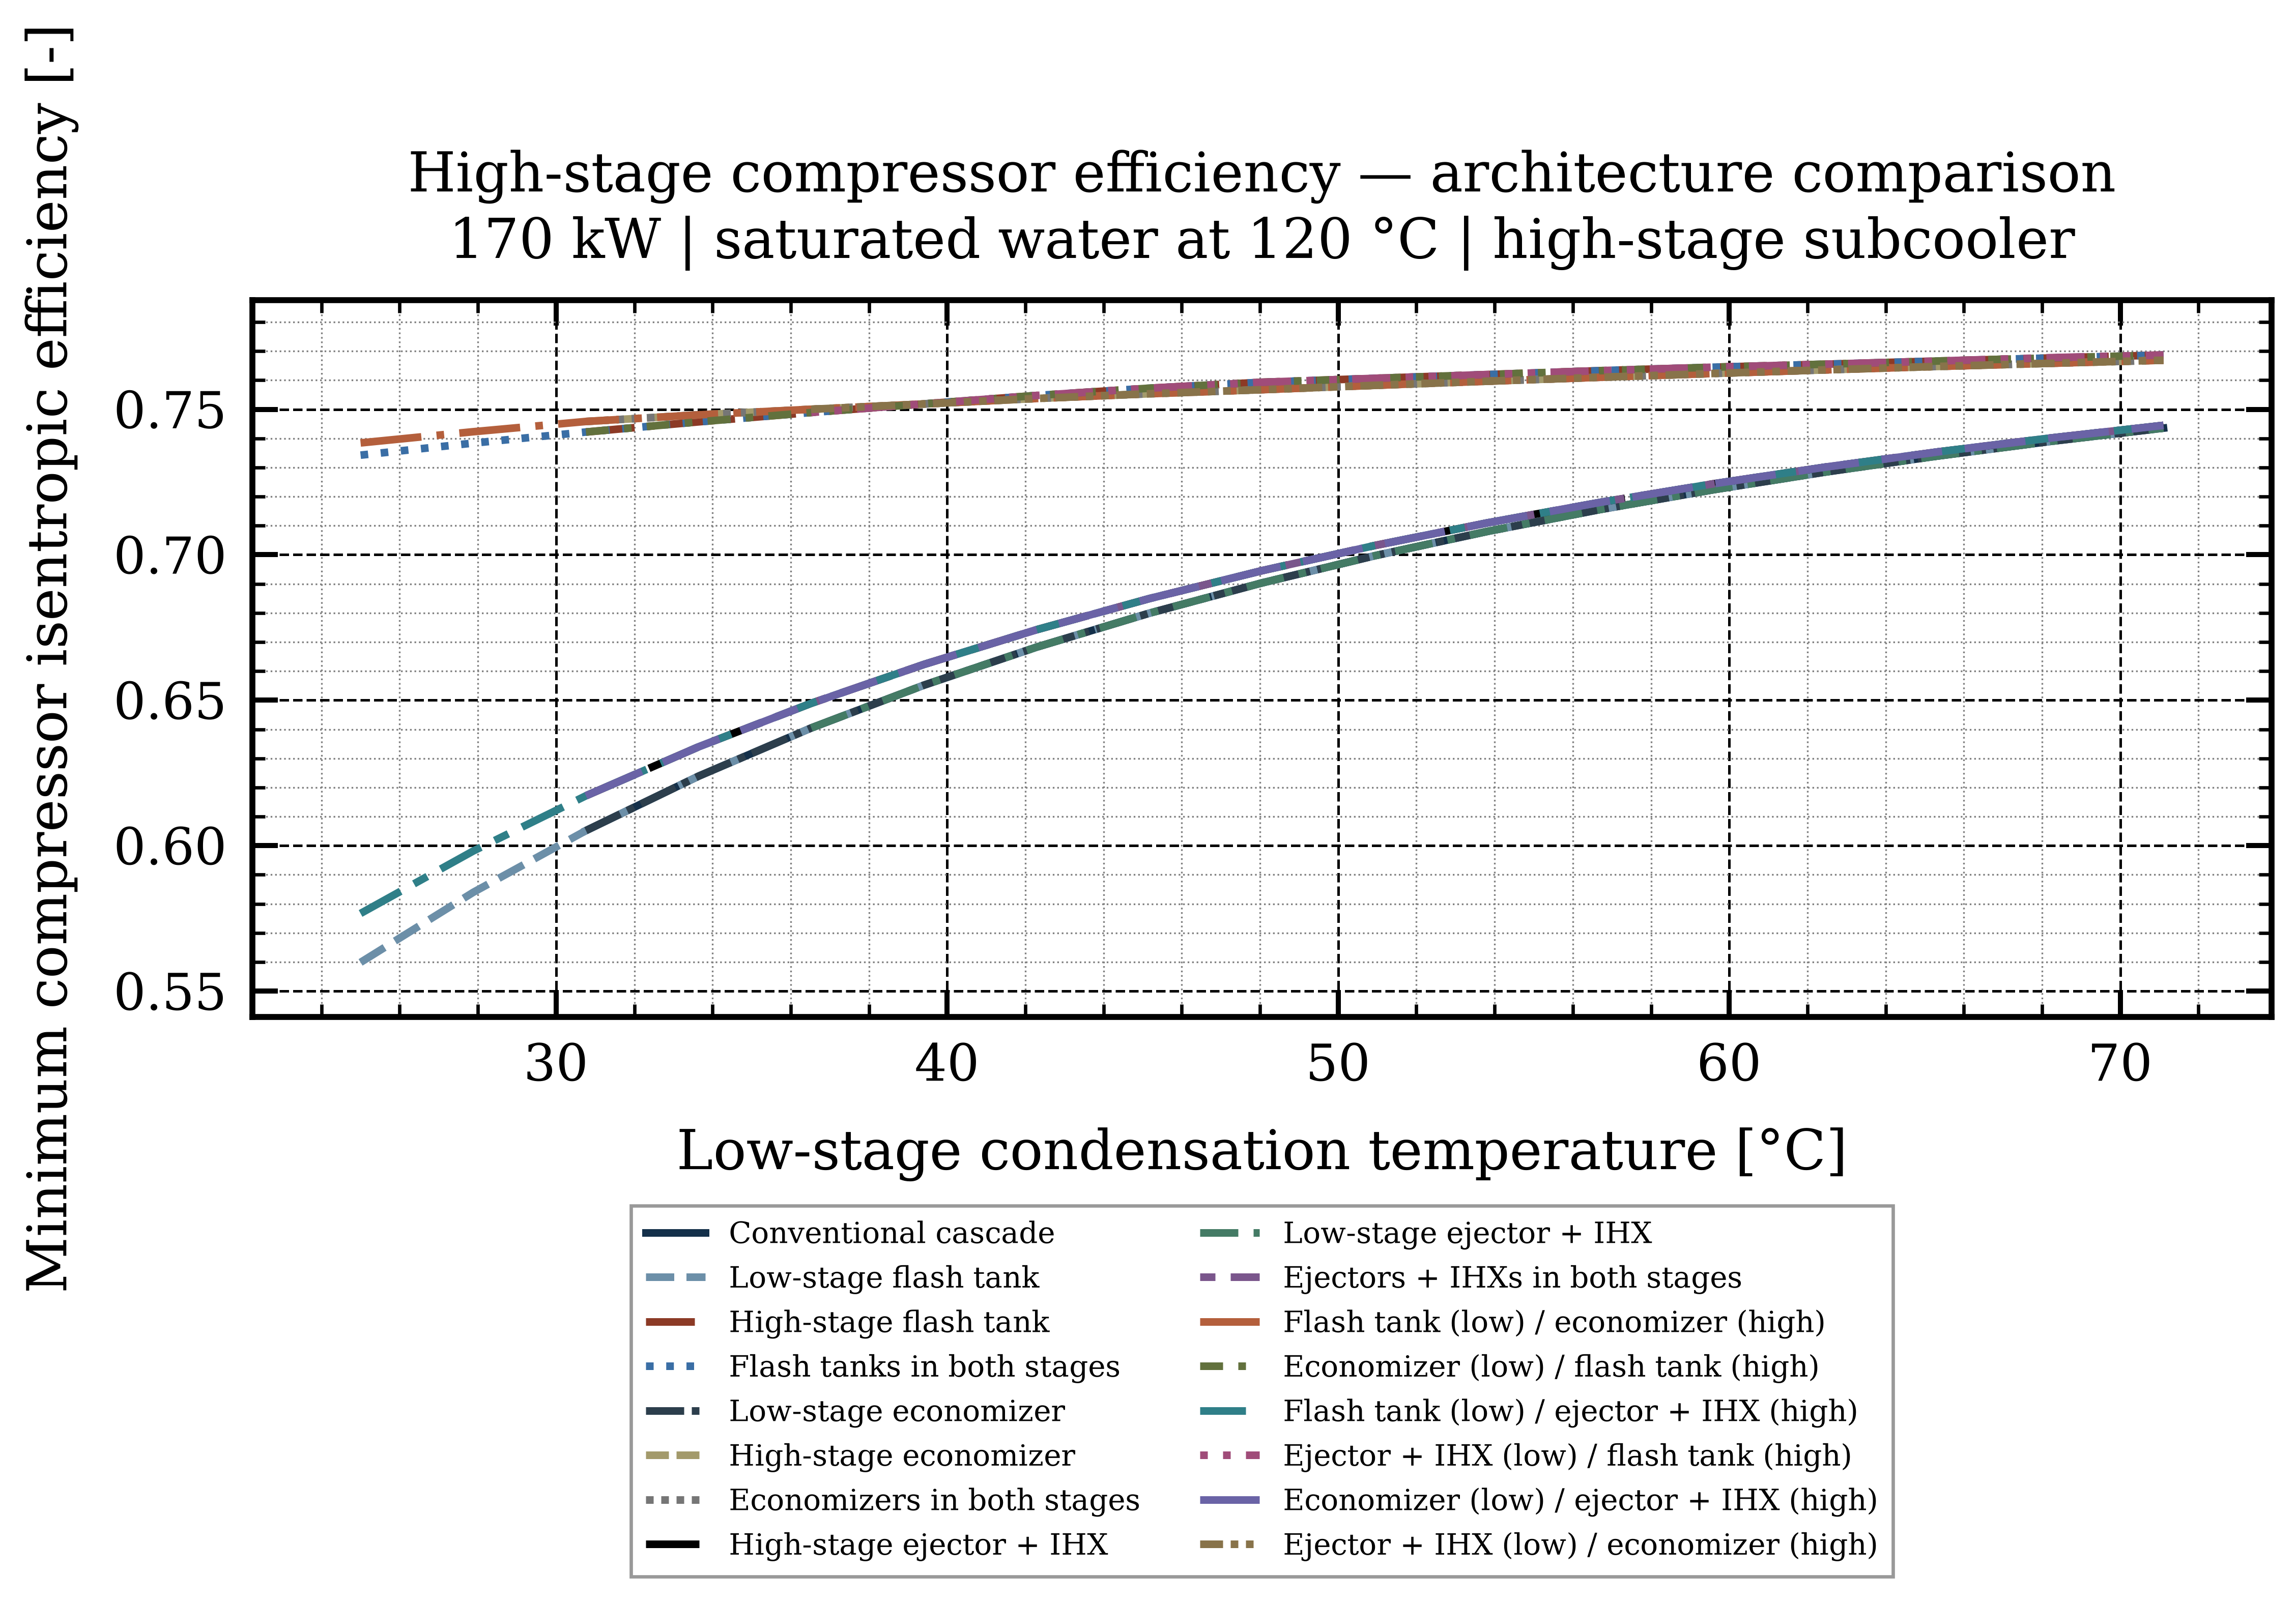 High-stage compressor efficiency — architecture comparison
170 kW | saturated water at 120 °C | high-stage subcooler
Minimum compressor isentropic efficiency [-]
0.75
0.70
0.65
0.60
0.55
30 40 50 60 70
Low-stage condensation temperature [°C]
Conventional cascade
Low-stage flash tank
High-stage flash tank
Flash tanks in both stages
Low-stage economizer
High-stage economizer
Economizers in both stages
High-stage ejector + IHX
Low-stage ejector + IHX
Ejectors + IHXs in both stages
Flash tank (low) / economizer (high)
Economizer (low) / flash tank (high)
Flash tank (low) / ejector + IHX (high)
Ejector + IHX (low) / flash tank (high)
Economizer (low) / ejector + IHX (high)
Ejector + IHX (low) / economizer (high)